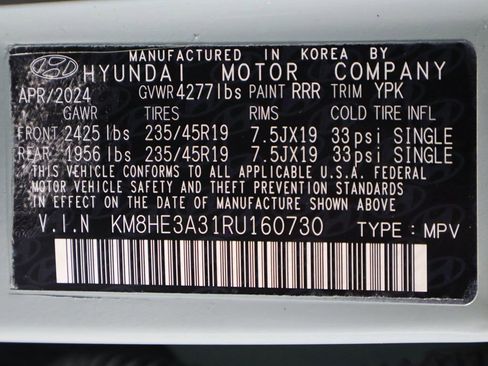 MANUFACTURED IN KOREA BY
HYUNDAI MOTOR COMPANY
APR/2024 GVWR 4277lbs PAINT RRR TRIM YPK
GAWR TIRES RIMS COLD TIRE INFL
FRONT 2425 lbs 235/45R19 7.5JX19 33psi SINGLE
REAR 1956 lbs 235/45R19 7.5JX19 33psi SINGLE
THIS VEHICLE CONFORMS TO ALL APPLICABLE U.S.A. FEDERAL
MOTOR VEHICLE SAFETY AND THEFT PREVENTION STANDARDS
IN EFFECT ON THE DATE OF MANUFACTURE SHOWN ABOVE.
V.I.N KM8HE3A31RU160730 TYPE : MPV